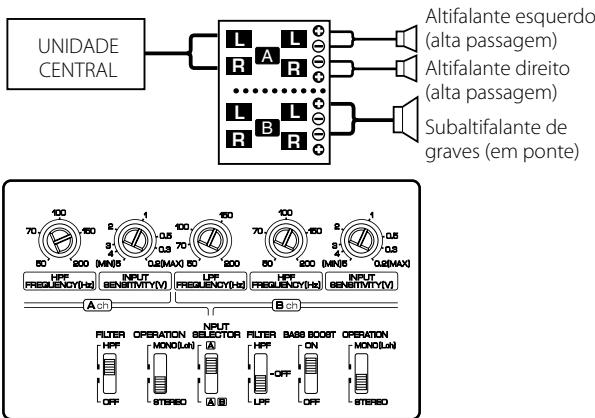 UNIDADE
CENTRAL
L L
R A R
L L
R B R
Altifalante esquerdo
(alta passagem)
Altifalante direito
(alta passagem)
Subaltifalante de
graves (em ponte)
100
70 150
50 200
HPF
FREQUENCY(Hz)
1
2 0.5
3 0.3
4
(MIN)5 0.2(MAX)
INPUT
SENSITIVITY(V)
100 150
70
50 200
LPF
FREQUENCY(Hz)
100
70 150
50 200
HPF
FREQUENCY(Hz)
1
2 0.5
3 0.3
4
(MIN)5 0.2(MAX)
INPUT
SENSITIVITY(V)
A ch
B ch
FILTER
HPF
OFF
OPERATION
MONO(Lch)
STEREO
INPUT
SELECTOR
A
A B
FILTER
HPF
OFF
LPF
BASS BOOST
ON
OFF
OPERATION
MONO(Lch)
STEREO